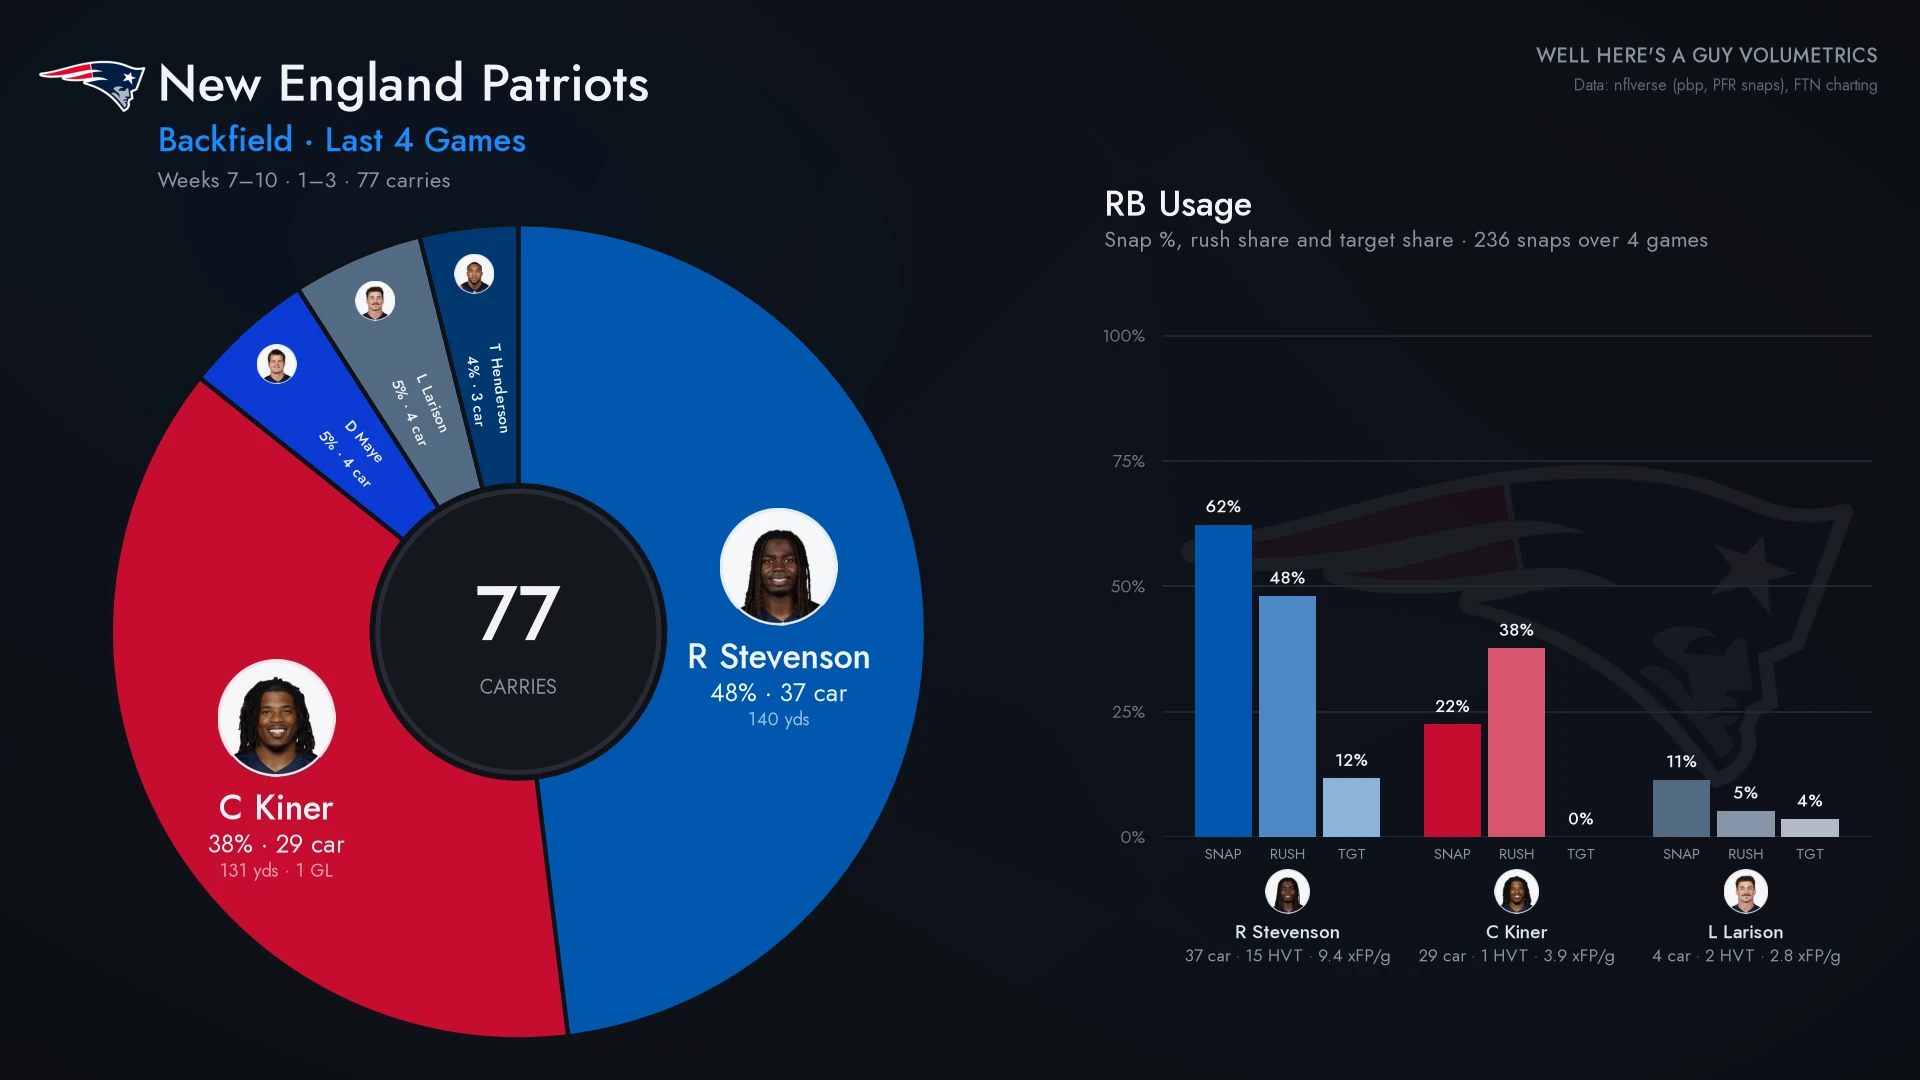 New England Patriots
Backfield · Last 4 Games
Weeks 7–10 · 1–3 · 77 carries
WELL HERE'S A GUY VOLUMETRICS
Data: nflverse (pbp, PFR snaps), FTN charting
T Henderson
4% · 3 car
L Larison
5% · 4 car
D Maye
5% · 4 car
R Stevenson
48% · 37 car
140 yds
C Kiner
38% · 29 car
131 yds · 1 GL
77
CARRIES
RB Usage
Snap %, rush share and target share · 236 snaps over 4 games
100%
75%
50%
25%
0%
62%
48%
12%
22%
38%
0%
11%
5%
4%
SNAP RUSH TGT SNAP RUSH TGT SNAP RUSH TGT
R Stevenson
37 car · 15 HVT · 9.4 xFP/g
C Kiner
29 car · 1 HVT · 3.9 xFP/g
L Larison
4 car · 2 HVT · 2.8 xFP/g